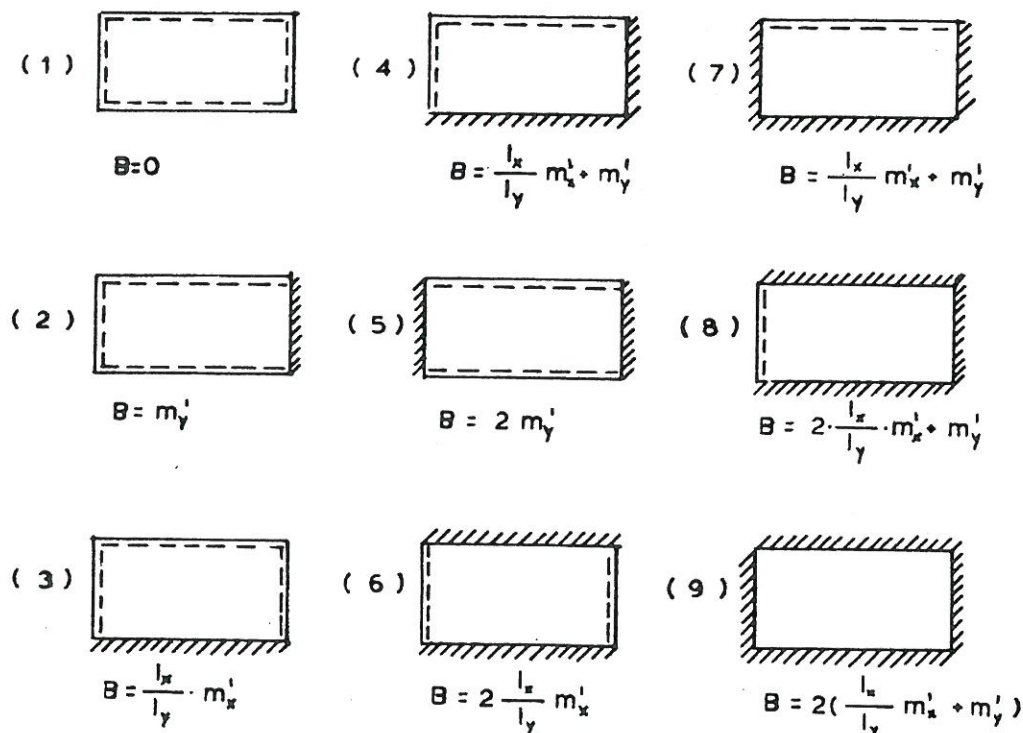 (1) (4) (7)
B=0
B= l_x/l_y m'_x + m'_y
B = l_x/l_y m'_x + m'_y
(2) (5) (8)
B= m'_y
B = 2 m'_y
B = 2· l_x/l_y ·m'_x + m'_y
(3) (6) (9)
B= l_x/l_y · m'_x
B= 2 l_x/l_y m'_x
B = 2( l_x/l_y m'_x + m'_y )